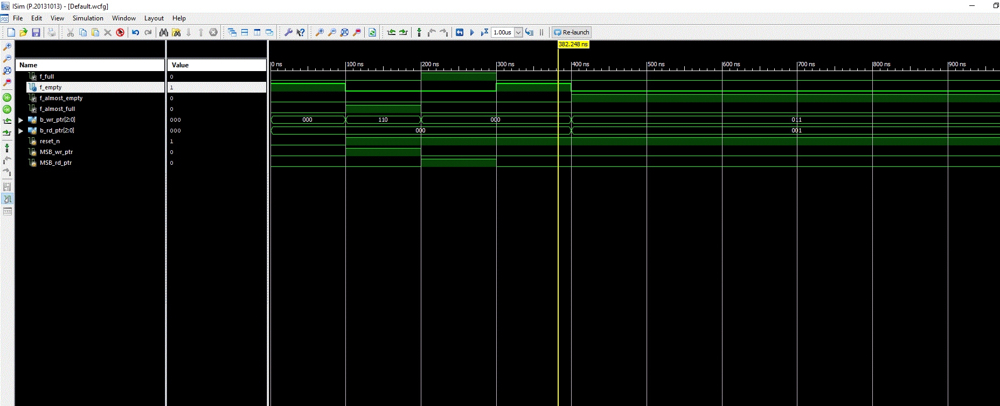 ISim (P.20131013) - [Default.wcfg]
File Edit View Simulation Window Layout Help
1.00us Re-launch
382.248 ns
Name Value
0 ns 100 ns 200 ns 300 ns 400 ns 500 ns 600 ns 700 ns 800 ns 900 ns
f_full 0
f_empty 1
f_almost_empty 0
f_almost_full 0
b_wr_ptr[2:0] 000 000 110 000 011
b_rd_ptr[2:0] 000 000 001
reset_n 1
MSB_wr_ptr 0
MSB_rd_ptr 0